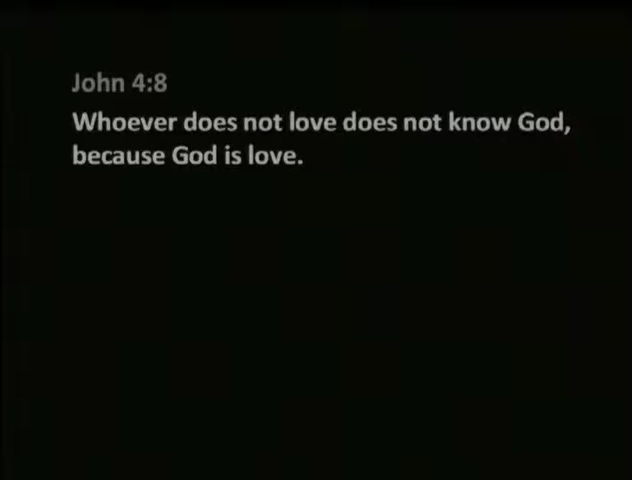 John 4:8
Whoever does not love does not know God,
because God is love.